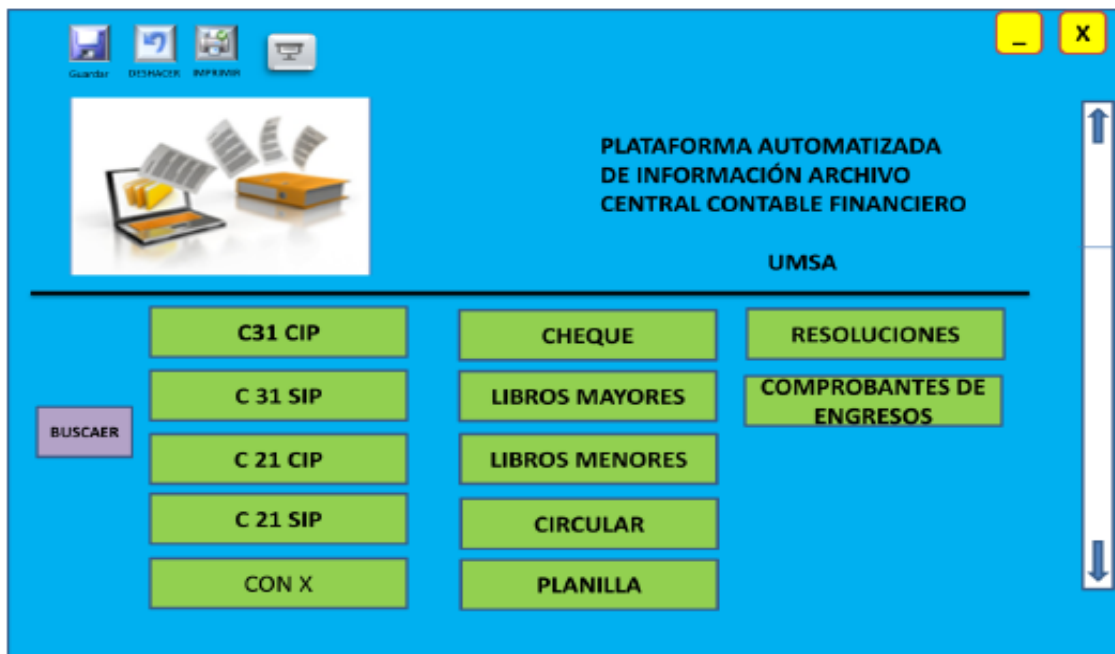 _ X
Guardar DESHACER IMPRIMIR
PLATAFORMA AUTOMATIZADA
DE INFORMACIÓN ARCHIVO
CENTRAL CONTABLE FINANCIERO
UMSA
BUSCAER
C31 CIP
C 31 SIP
C 21 CIP
C 21 SIP
CON X
CHEQUE
LIBROS MAYORES
LIBROS MENORES
CIRCULAR
PLANILLA
RESOLUCIONES
COMPROBANTES DE
ENGRESOS